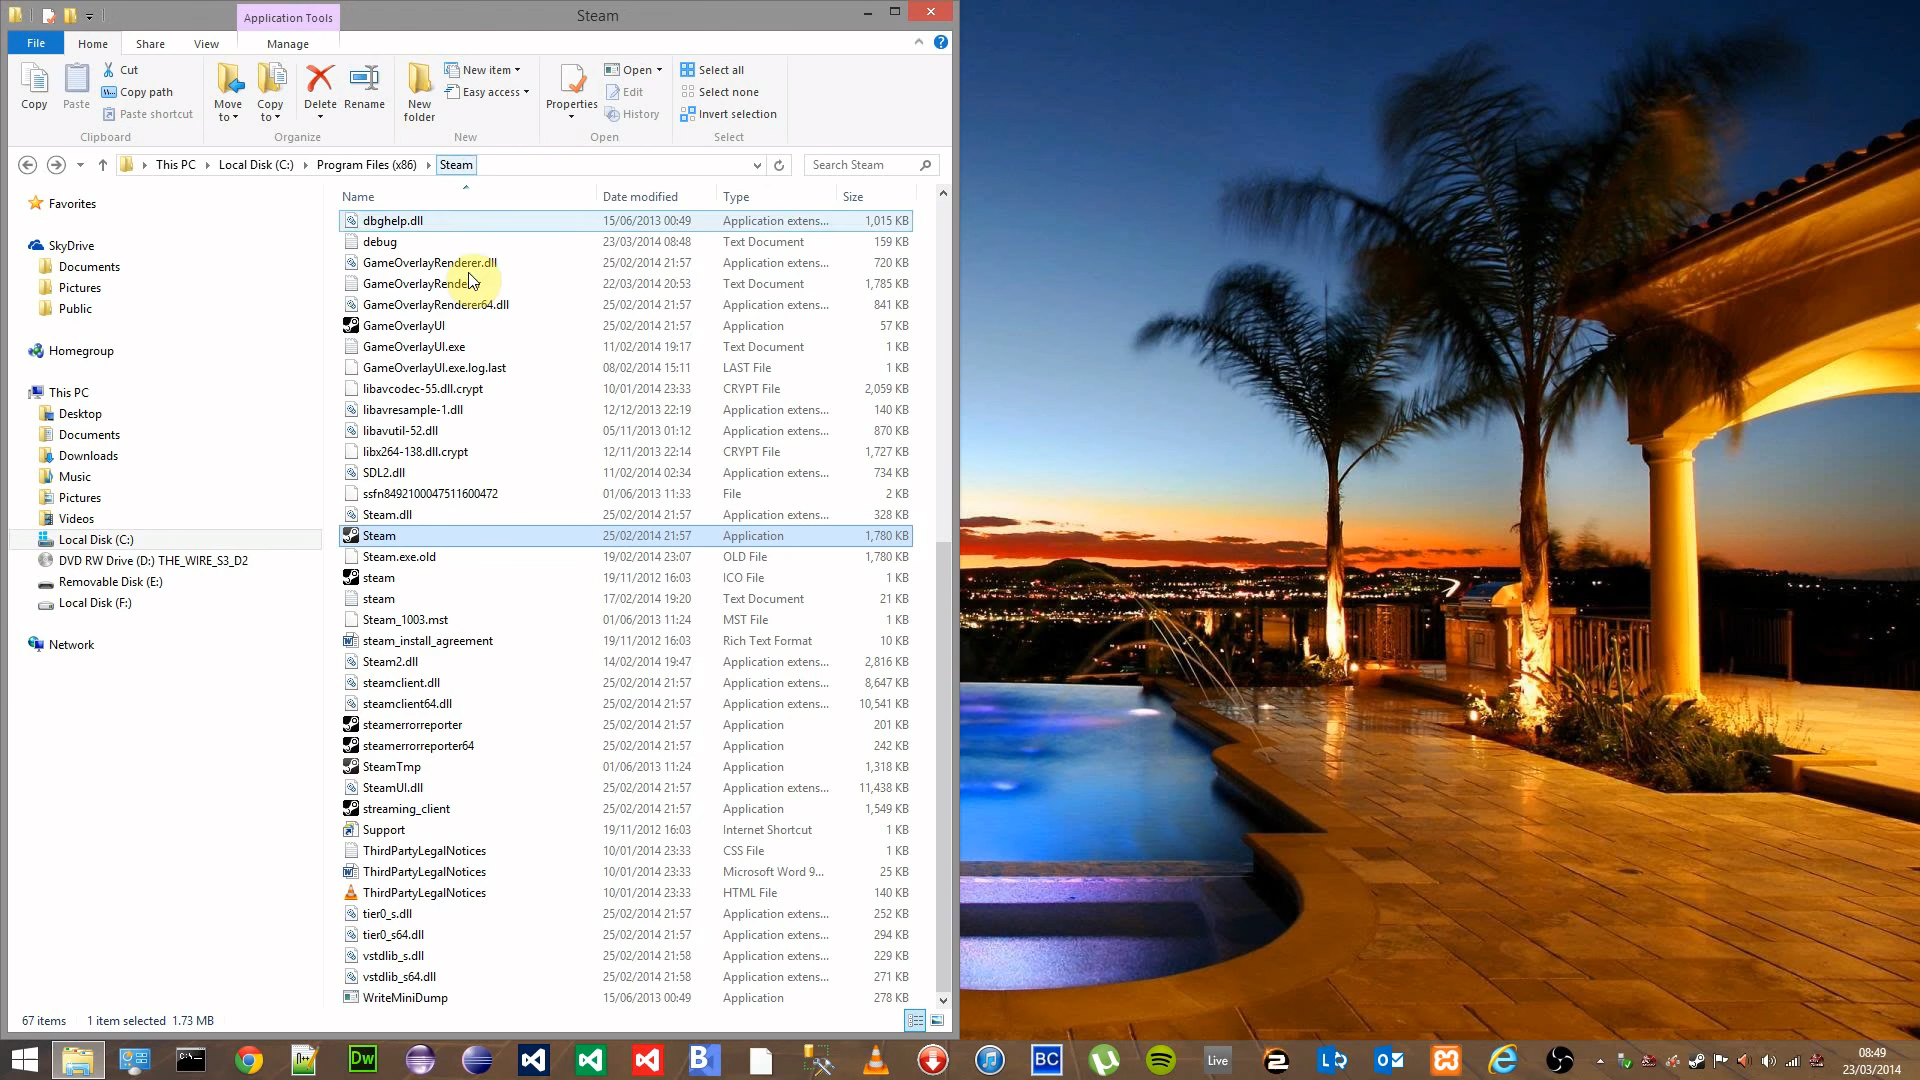 Application Tools
Steam
File
Home
Share
View
Manage
Copy
Paste
Cut
Copy path
Paste shortcut
Clipboard
Move to
Copy to
Delete
Rename
Organize
New folder
New item
Easy access
New
Properties
Open
Edit
History
Open
Select all
Select none
Invert selection
Select
This PC
Local Disk (C:)
Program Files (x86)
Steam
Search Steam
Favorites
SkyDrive
Documents
Pictures
Public
Homegroup
This PC
Desktop
Documents
Downloads
Music
Pictures
Videos
Local Disk (C:)
DVD RW Drive (D:) THE_WIRE_S3_D2
Removable Disk (E:)
Local Disk (F:)
Network
Name Date modified Type Size
dbghelp.dll 15/06/2013 00:49 Application extens... 1,015 KB
debug 23/03/2014 08:48 Text Document 159 KB
GameOverlayRenderer.dll 25/02/2014 21:57 Application extens... 720 KB
GameOverlayRenderer 22/03/2014 20:53 Text Document 1,785 KB
GameOverlayRenderer64.dll 25/02/2014 21:57 Application extens... 841 KB
GameOverlayUI 25/02/2014 21:57 Application 57 KB
GameOverlayUI.exe 11/02/2014 19:17 Text Document 1 KB
GameOverlayUI.exe.log.last 08/02/2014 15:11 LAST File 1 KB
libavcodec-55.dll.crypt 10/01/2014 23:33 CRYPT File 2,059 KB
libavresample-1.dll 12/12/2013 22:19 Application extens... 140 KB
libavutil-52.dll 05/11/2013 01:12 Application extens... 870 KB
libx264-138.dll.crypt 12/11/2013 22:14 CRYPT File 1,727 KB
SDL2.dll 11/02/2014 02:34 Application extens... 734 KB
ssfn8492100047511600472 01/06/2013 11:33 File 2 KB
Steam.dll 25/02/2014 21:57 Application extens... 328 KB
Steam 25/02/2014 21:57 Application 1,780 KB
Steam.exe.old 19/02/2014 23:07 OLD File 1,780 KB
steam 19/11/2012 16:03 ICO File 1 KB
steam 17/02/2014 19:20 Text Document 21 KB
Steam_1003.mst 01/06/2013 11:24 MST File 1 KB
steam_install_agreement 19/11/2012 16:03 Rich Text Format 10 KB
Steam2.dll 14/02/2014 19:47 Application extens... 2,816 KB
steamclient.dll 25/02/2014 21:57 Application extens... 8,647 KB
steamclient64.dll 25/02/2014 21:57 Application extens... 10,541 KB
steamerrorreporter 25/02/2014 21:57 Application 201 KB
steamerrorreporter64 25/02/2014 21:57 Application 242 KB
SteamTmp 01/06/2013 11:24 Application 1,318 KB
SteamUI.dll 25/02/2014 21:57 Application extens... 11,438 KB
streaming_client 25/02/2014 21:57 Application 1,549 KB
Support 19/11/2012 16:03 Internet Shortcut 1 KB
ThirdPartyLegalNotices 10/01/2014 23:33 CSS File 1 KB
ThirdPartyLegalNotices 10/01/2014 23:33 Microsoft Word 9... 25 KB
ThirdPartyLegalNotices 10/01/2014 23:33 HTML File 140 KB
tier0_s.dll 25/02/2014 21:57 Application extens... 252 KB
tier0_s64.dll 25/02/2014 21:57 Application extens... 294 KB
vstdlib_s.dll 25/02/2014 21:58 Application extens... 229 KB
vstdlib_s64.dll 25/02/2014 21:58 Application extens... 271 KB
WriteMiniDump 15/06/2013 00:49 Application 278 KB
67 items 1 item selected 1.73 MB
Dw
BC
Live
08:49
23/03/2014